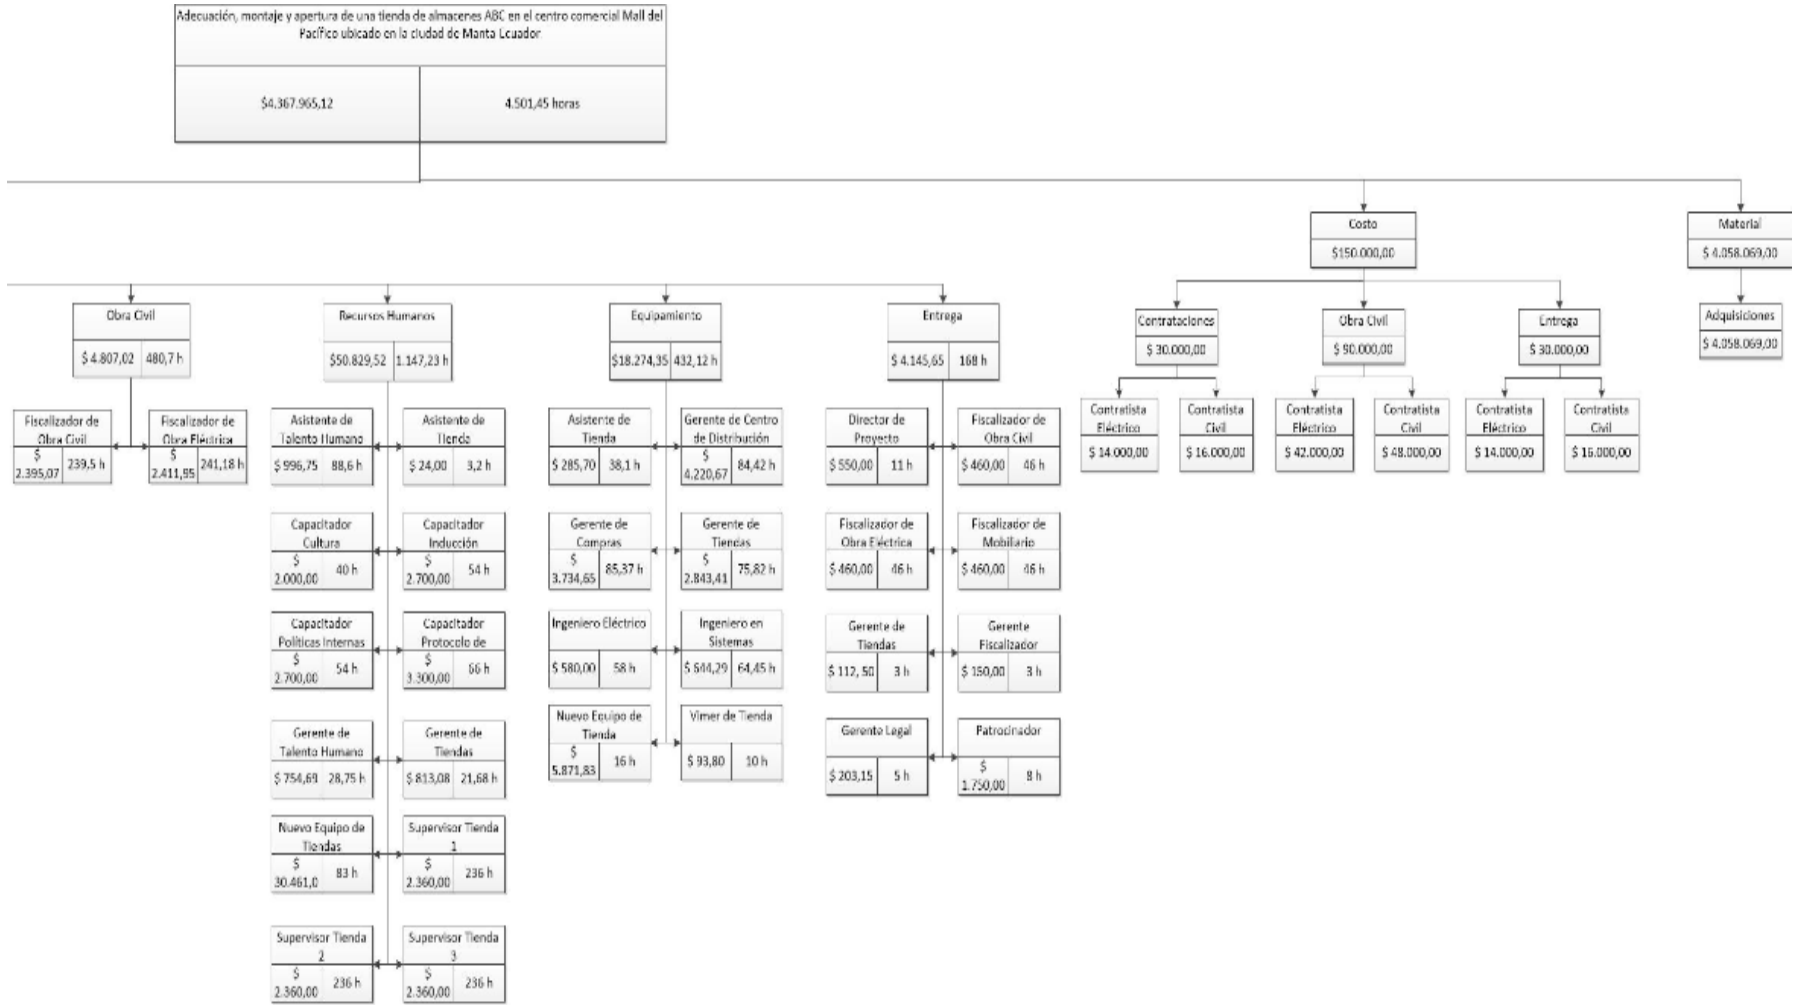 Adecuación, montaje y apertura de una tienda de almacenes ABC en el centro comercial Mall del
Pacífico ubicado en la ciudad de Manta Ecuador
$4.367.965,12
4.501,45 horas
Costo
$150.000,00
Material
$ 4.058.069,00
Obra Civil
$ 4.807,02
480,7 h
Recursos Humanos
$50.829,52
1.147,23 h
Equipamiento
$18.274,35
432,12 h
Entrega
$ 4.145,65
168 h
Contrataciones
$ 30.000,00
Obra Civil
$ 90.000,00
Entrega
$ 30.000,00
Adquisiciones
$ 4.058.069,00
Fiscalizador de
Obra Civil
$
2.395,07
239,5 h
Fiscalizador de
Obra Eléctrica
$
2.411,95
241,18 h
Asistente de
Talento Humano
$ 996,75
88,6 h
Asistente de
Tienda
$ 24,00
3,2 h
Capacitador
Cultura
$
2.000,00
40 h
Capacitador
Inducción
$
2.700,00
54 h
Capacitador
Políticas Internas
$
2.700,00
54 h
Capacitador
Protocolo de
$
3.300,00
66 h
Gerente de
Talento Humano
$ 754,69
28,75 h
Gerente de
Tiendas
$ 813,08
21,68 h
Nuevo Equipo de
Tiendas
$
30.461,0
83 h
Supervisor Tienda
1
$
2.360,00
236 h
Supervisor Tienda
2
$
2.360,00
236 h
Supervisor Tienda
3
$
2.360,00
236 h
Asistente de
Tienda
$ 285,70
38,1 h
Gerente de Centro
de Distribución
$
4.220,67
84,42 h
Gerente de
Compras
$
3.734,65
85,37 h
Gerente de
Tiendas
$
2.843,41
75,82 h
Ingeniero Eléctrico
$ 580,00
58 h
Ingeniero en
Sistemas
$ 644,29
64,45 h
Nuevo Equipo de
Tienda
$
5.871,83
16 h
Vimer de Tienda
$ 93,80
10 h
Director de
Proyecto
$ 550,00
11 h
Fiscalizador de
Obra Civil
$ 460,00
46 h
Fiscalizador de
Obra Eléctrica
$ 460,00
46 h
Fiscalizador de
Mobiliario
$ 460,00
46 h
Gerente de
Tiendas
$ 112, 50
3 h
Gerente
Fiscalizador
$ 150,00
3 h
Gerente Legal
$ 203,15
5 h
Patrocinador
$
1.750,00
8 h
Contratista
Eléctrico
$ 14.000,00
Contratista
Civil
$ 16.000,00
Contratista
Eléctrico
$ 42.000,00
Contratista
Civil
$ 48.000,00
Contratista
Eléctrico
$ 14.000,00
Contratista
Civil
$ 16.000,00